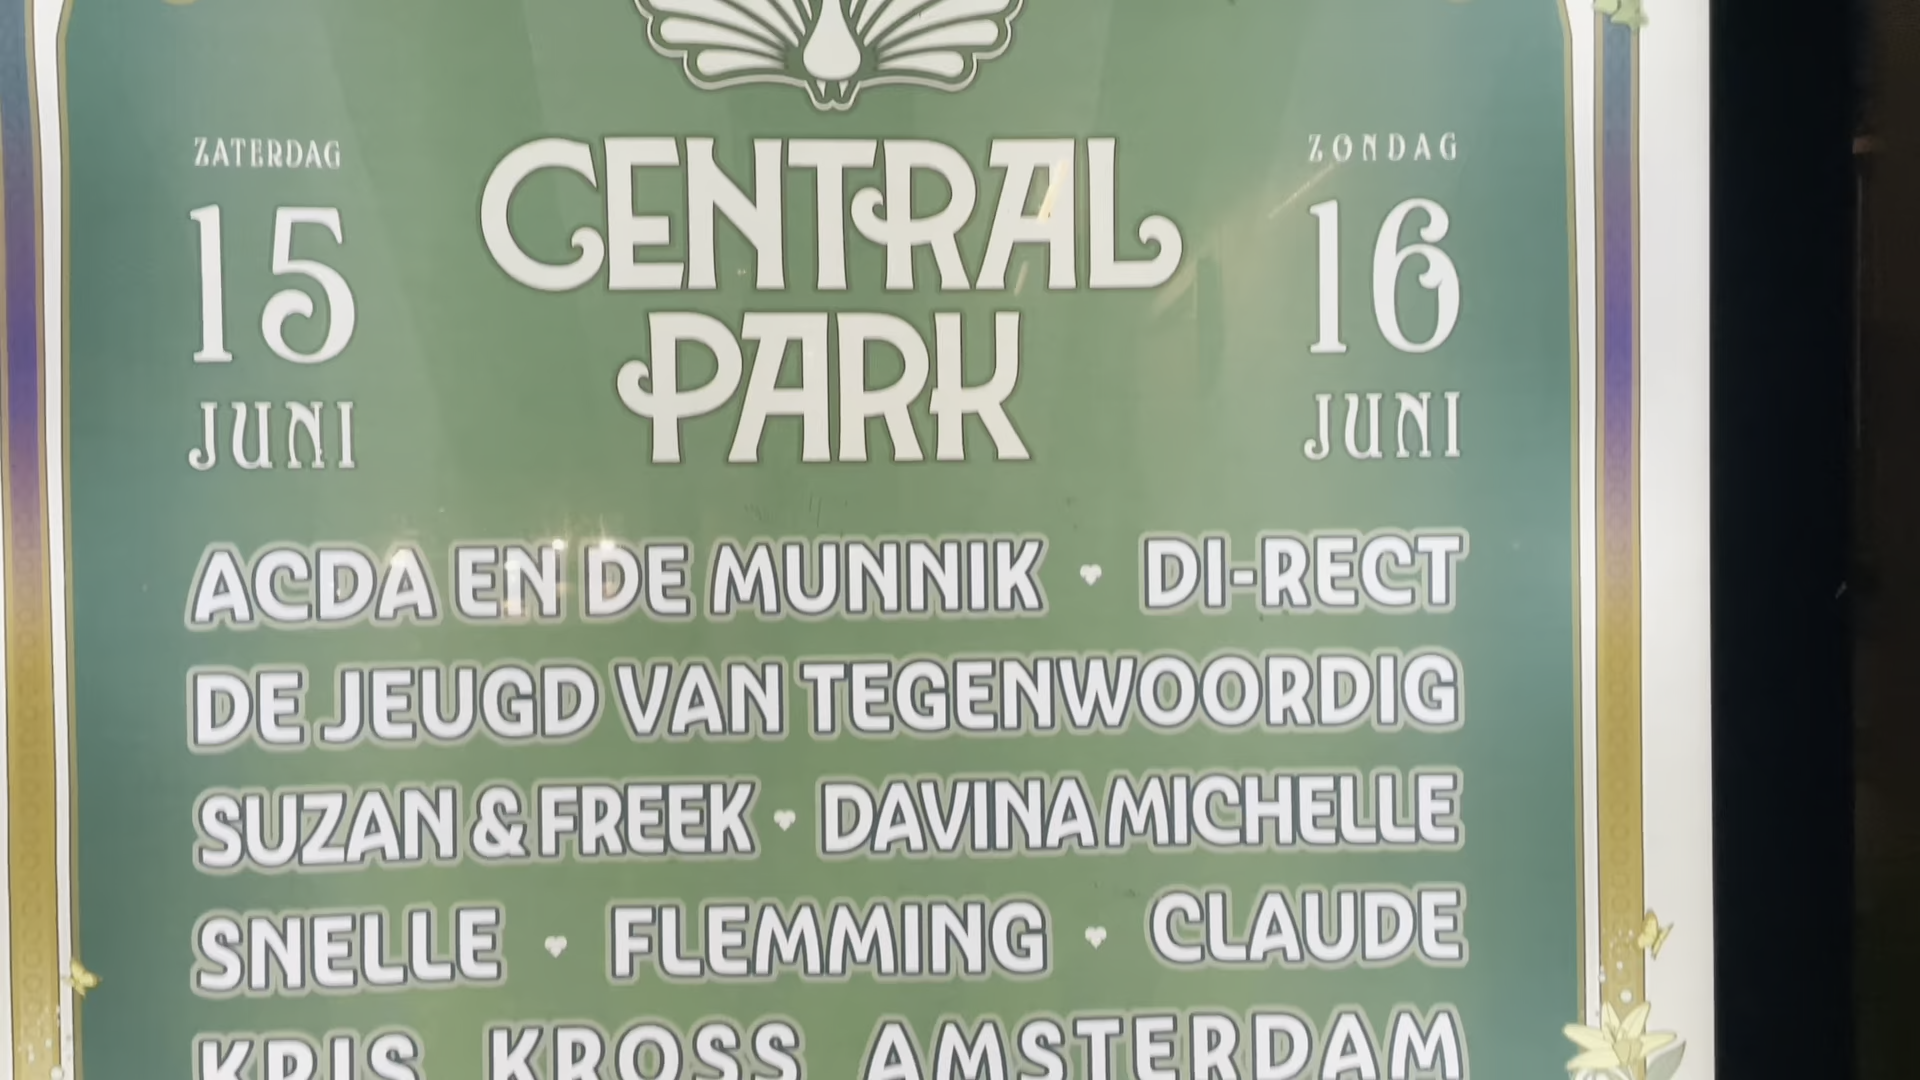 ZATERDAG
15
JUNI
CENTRAL
PARK
ZONDAG
16
JUNI
ACDA EN DE MUNNIK • DI-RECT
DE JEUGD VAN TEGENWOORDIG
SUZAN & FREEK • DAVINA MICHELLE
SNELLE • FLEMMING • CLAUDE
KRIS KROSS AMSTERDAM